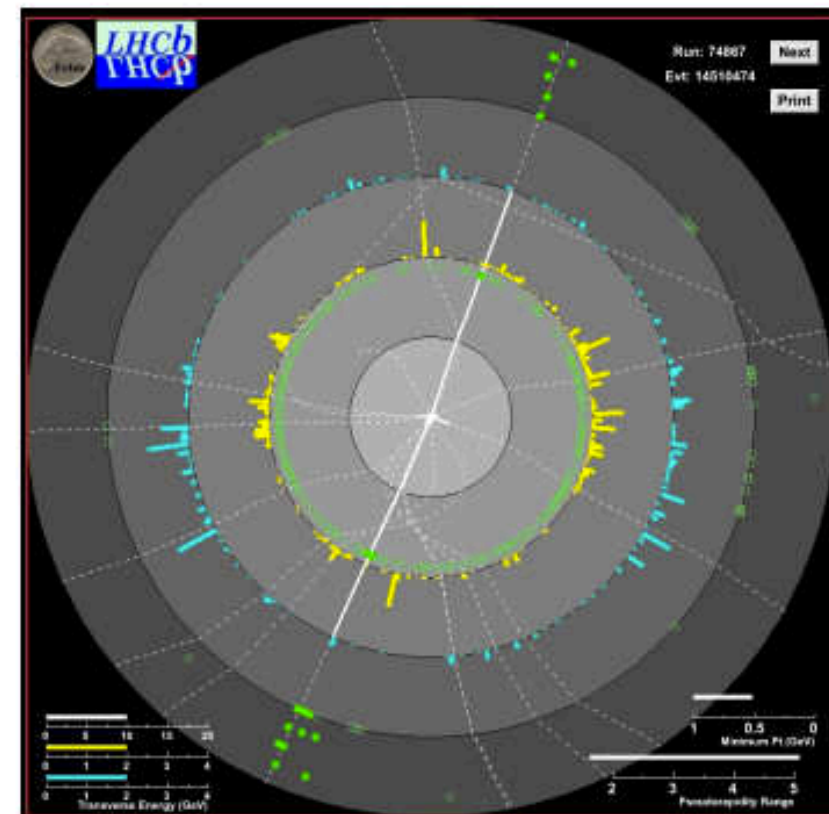 LHCb
LHCp
Run: 74867
Evt: 14510474
Next
Print
0 5 10 15 20
0 1 2 3 4
0 1 2 3 4
Transverse Energy (GeV)
1 0.5 0
Minimum Pt (GeV)
2 3 4 5
Pseudorapidity Range